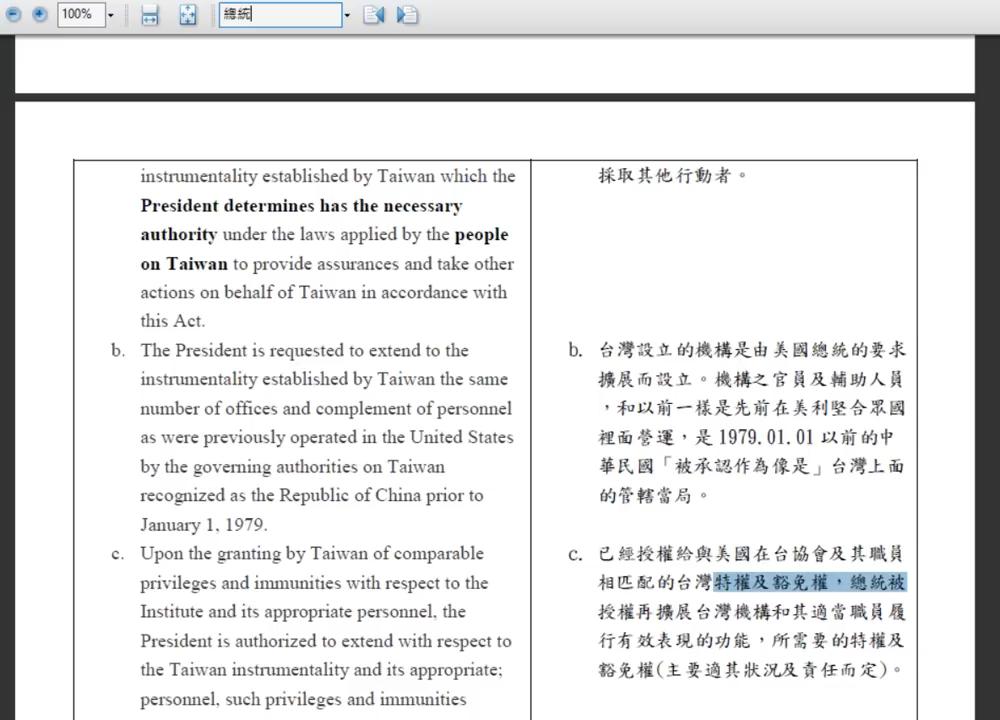 100%
總統
instrumentality established by Taiwan which the
President determines has the necessary
authority under the laws applied by the people
on Taiwan to provide assurances and take other
actions on behalf of Taiwan in accordance with
this Act.
b. The President is requested to extend to the
instrumentality established by Taiwan the same
number of offices and complement of personnel
as were previously operated in the United States
by the governing authorities on Taiwan
recognized as the Republic of China prior to
January 1, 1979.
c. Upon the granting by Taiwan of comparable
privileges and immunities with respect to the
Institute and its appropriate personnel, the
President is authorized to extend with respect to
the Taiwan instrumentality and its appropriate;
personnel, such privileges and immunities
採取其他行動者。
b. 台灣設立的機構是由美國總統的要求
擴展而設立。機構之官員及輔助人員
，和以前一樣是先前在美利堅合眾國
裡面營運，是 1979.01.01 以前的中
華民國「被承認作為像是」台灣上面
的管轄當局。
c. 已經授權給與美國在台協會及其職員
相匹配的台灣特權及豁免權，總統被
授權再擴展台灣機構和其適當職員履
行有效表現的功能，所需要的特權及
豁免權(主要適其狀況及責任而定)。